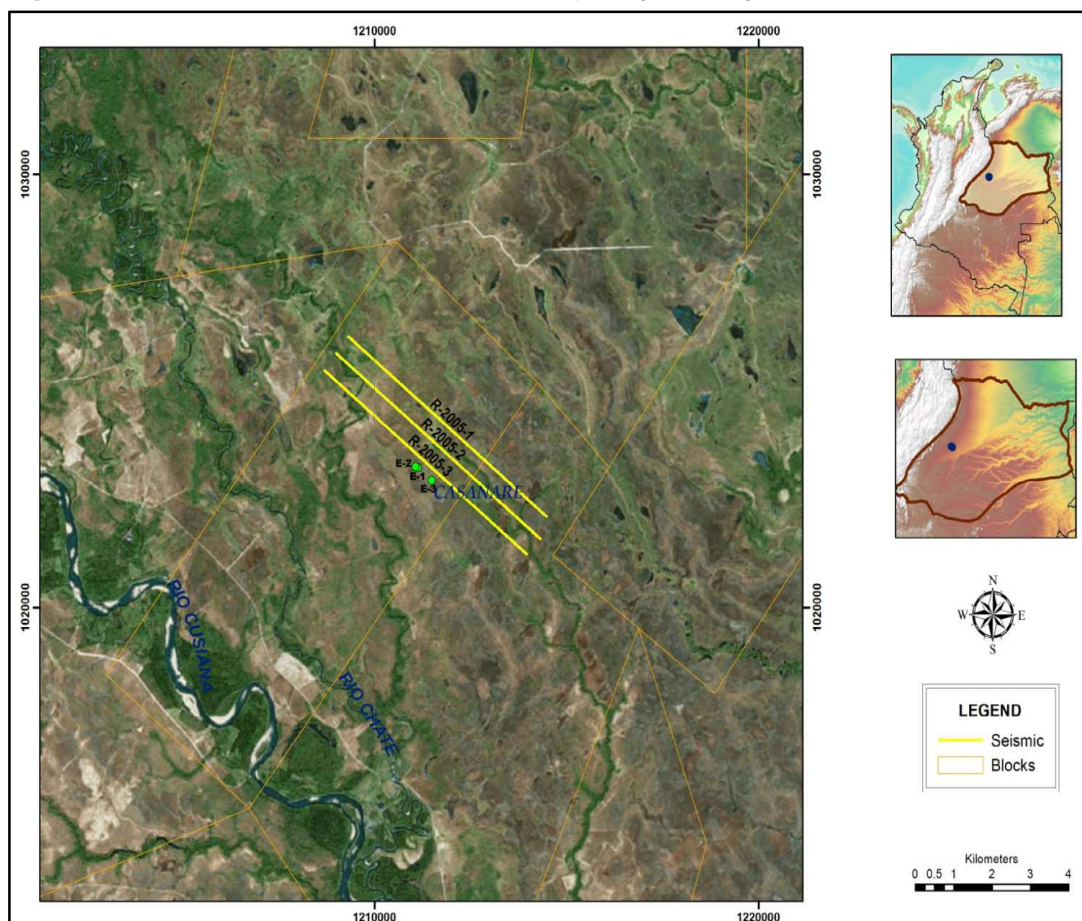 1210000
1220000
1030000
1030000
R-2005-1
R-2005-2
R-2005-3
E-2
E-1
E-3
CASANARE
1020000
1020000
RIO CUSIANA
RIO CHATE
1210000
1220000
N
W
E
S
LEGEND
Seismic
Blocks
Kilometers
0 0.5 1 2 3 4